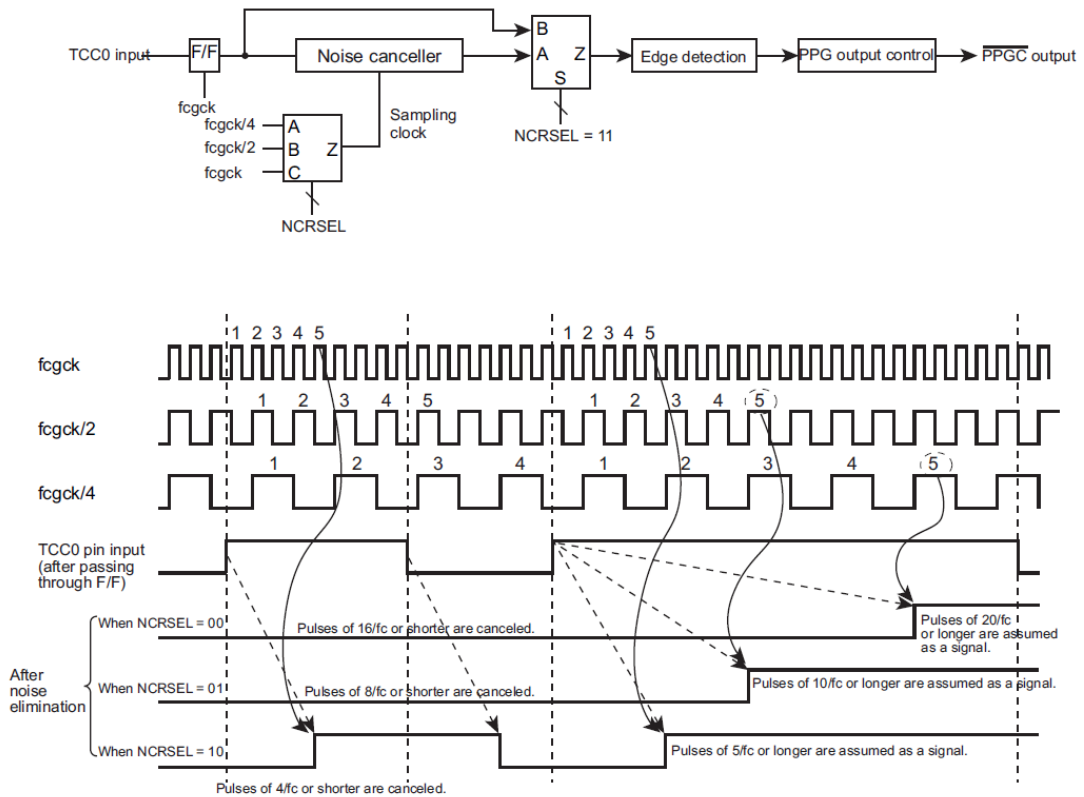 TCC0 input
F/F
Noise canceller
B
A
Z
S
Edge detection
PPG output control
PPGC output
fcgck
Sampling
clock
NCRSEL = 11
fcgck/4
fcgck/2
fcgck
A
B
C
Z
NCRSEL
1 2 3 4 5 1 2 3 4 5
fcgck
1 2 3 4 5 1 2 3 4 5
fcgck/2
1 2 3 4 1 2 3 4 5
fcgck/4
TCC0 pin input
(after passing
through F/F)
After
noise
elimination
When NCRSEL = 00
Pulses of 16/fc or shorter are canceled.
Pulses of 20/fc
or longer are assumed
as a signal.
When NCRSEL = 01
Pulses of 8/fc or shorter are canceled.
Pulses of 10/fc or longer are assumed as a signal.
When NCRSEL = 10
Pulses of 5/fc or longer are assumed as a signal.
Pulses of 4/fc or shorter are canceled.